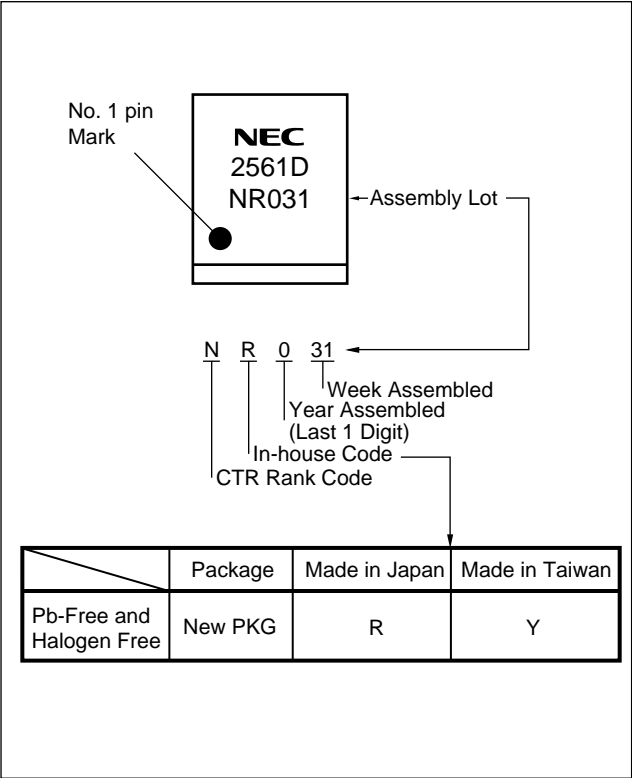 No. 1 pin
Mark
NEC
2561D
NR031
Assembly Lot
N R 0 31
Week Assembled
Year Assembled
(Last 1 Digit)
In-house Code
CTR Rank Code
Package Made in Japan Made in Taiwan
Pb-Free and
Halogen Free
New PKG R Y